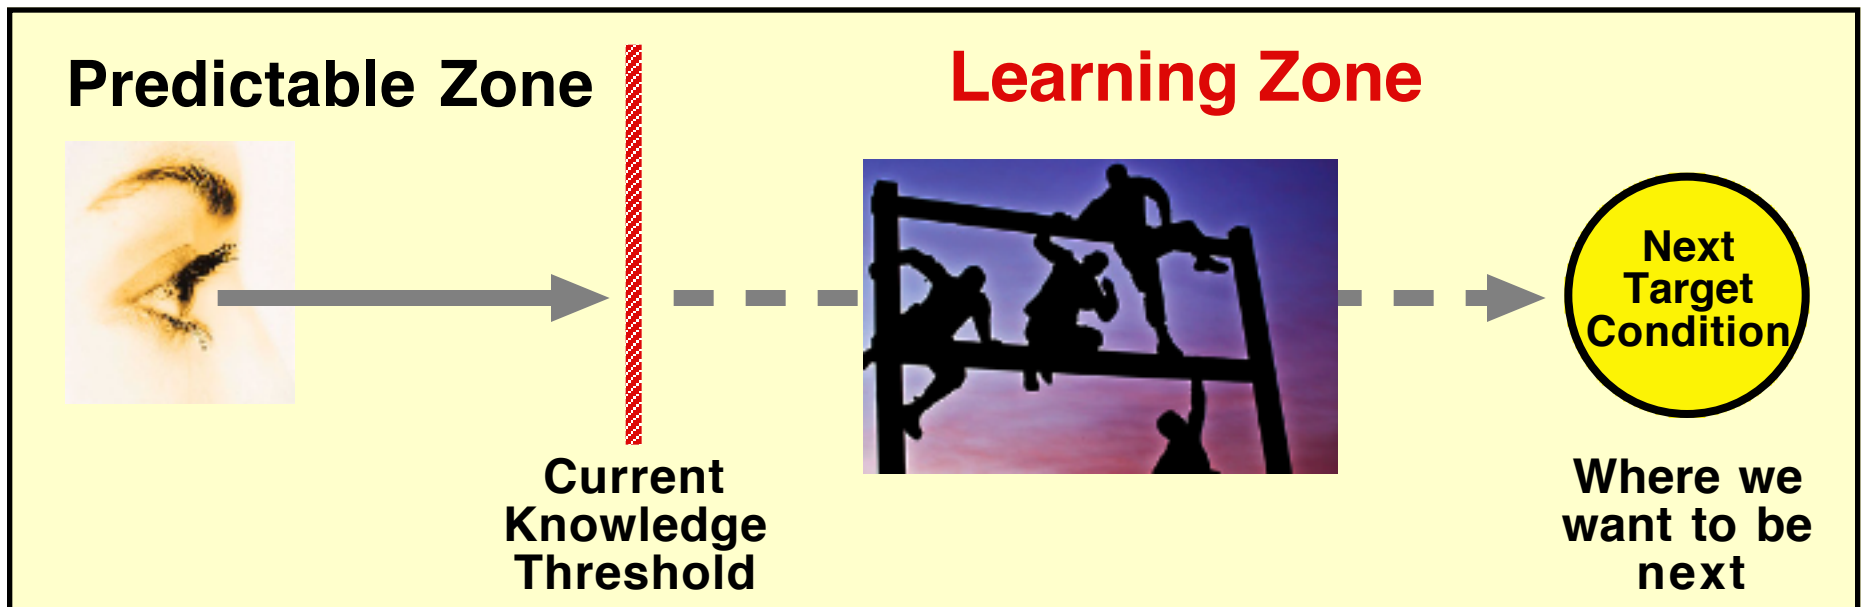 Predictable Zone
Learning Zone
Next
Target
Condition
Current
Knowledge
Threshold
Where we
want to be
next